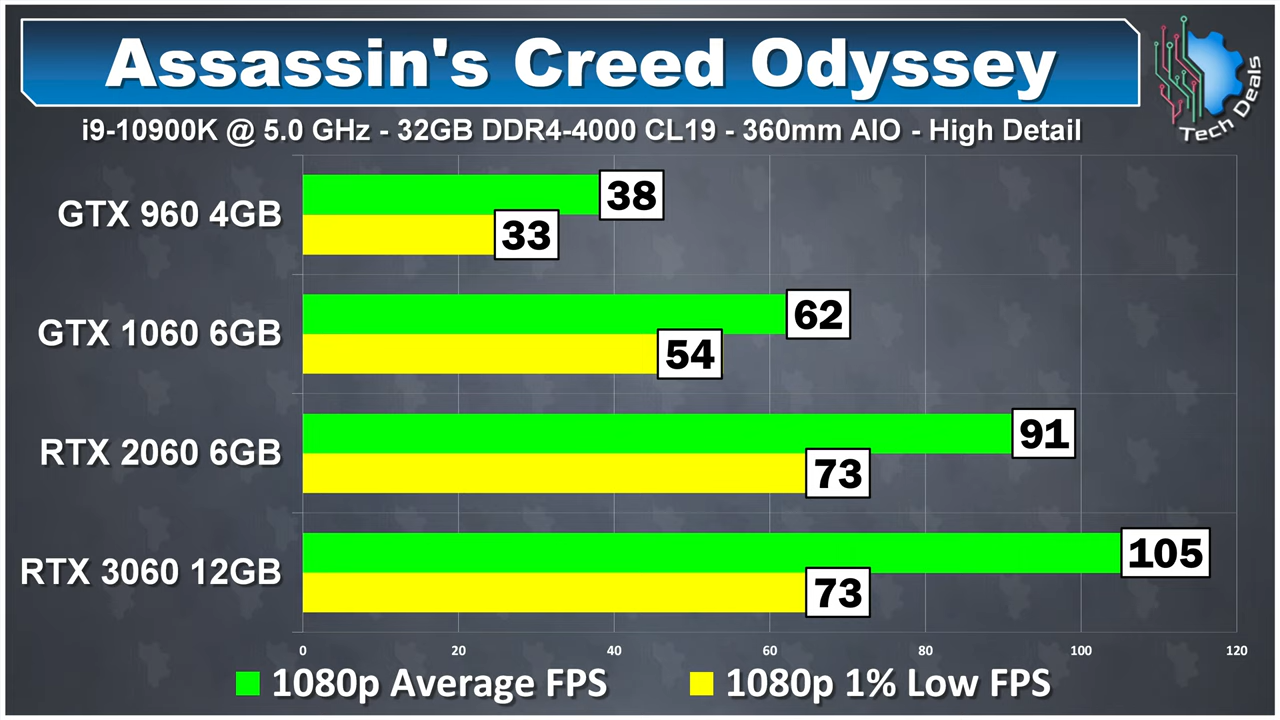 Assassin's Creed Odyssey
Tech Deals
i9-10900K @ 5.0 GHz - 32GB DDR4-4000 CL19 - 360mm AIO - High Detail
GTX 960 4GB
38
33
GTX 1060 6GB
62
54
RTX 2060 6GB
91
73
RTX 3060 12GB
105
73
0 20 40 60 80 100 120
1080p Average FPS 1080p 1% Low FPS